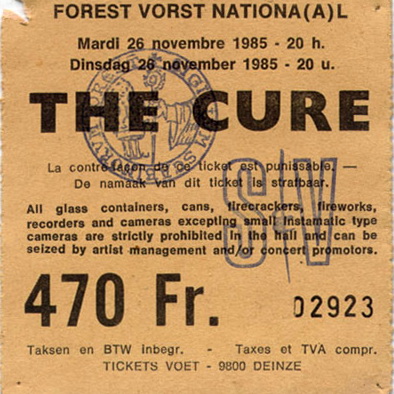 FOREST VORST NATIONA(A)L
Mardi 26 novembre 1985 - 20 h.
Dinsdag 26 november 1985 - 20 u.
THE CURE
La contrefaçon de ce ticket est punissable. —
De namaak van dit ticket is strafbaar.
All glass containers, cans, firecrackers, fireworks,
recorders and cameras excepting small instamatic type
cameras are strictly prohibited in the hall and can be
seized by artist management and/or concert promotors.
S+V
470 Fr. 02923
Taksen en BTW inbegr. - Taxes et TVA compr.
TICKETS VOET - 9800 DEINZE